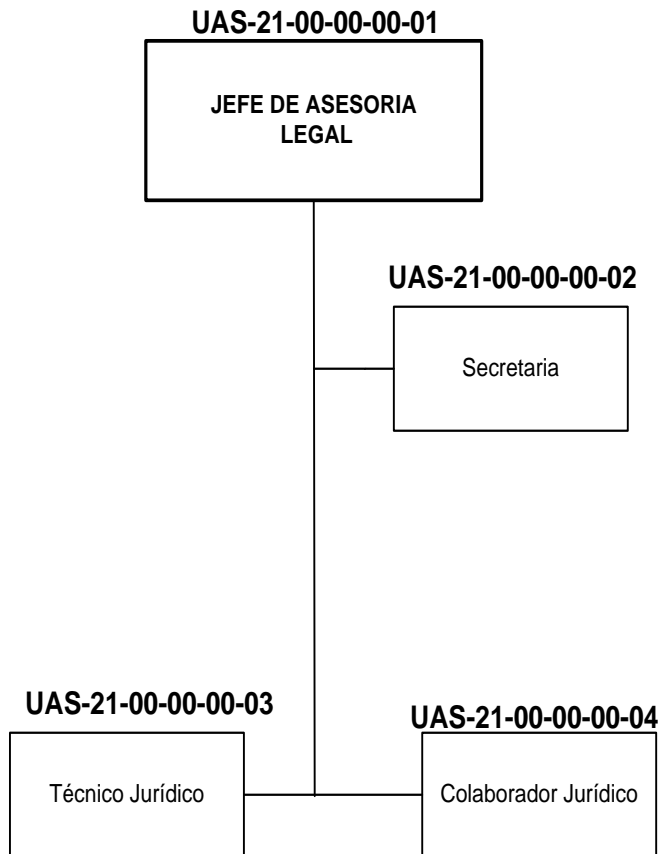 UAS-21-00-00-00-01
JEFE DE ASESORIA
LEGAL
UAS-21-00-00-00-02
Secretaria
UAS-21-00-00-00-03
Técnico Jurídico
UAS-21-00-00-00-04
Colaborador Jurídico